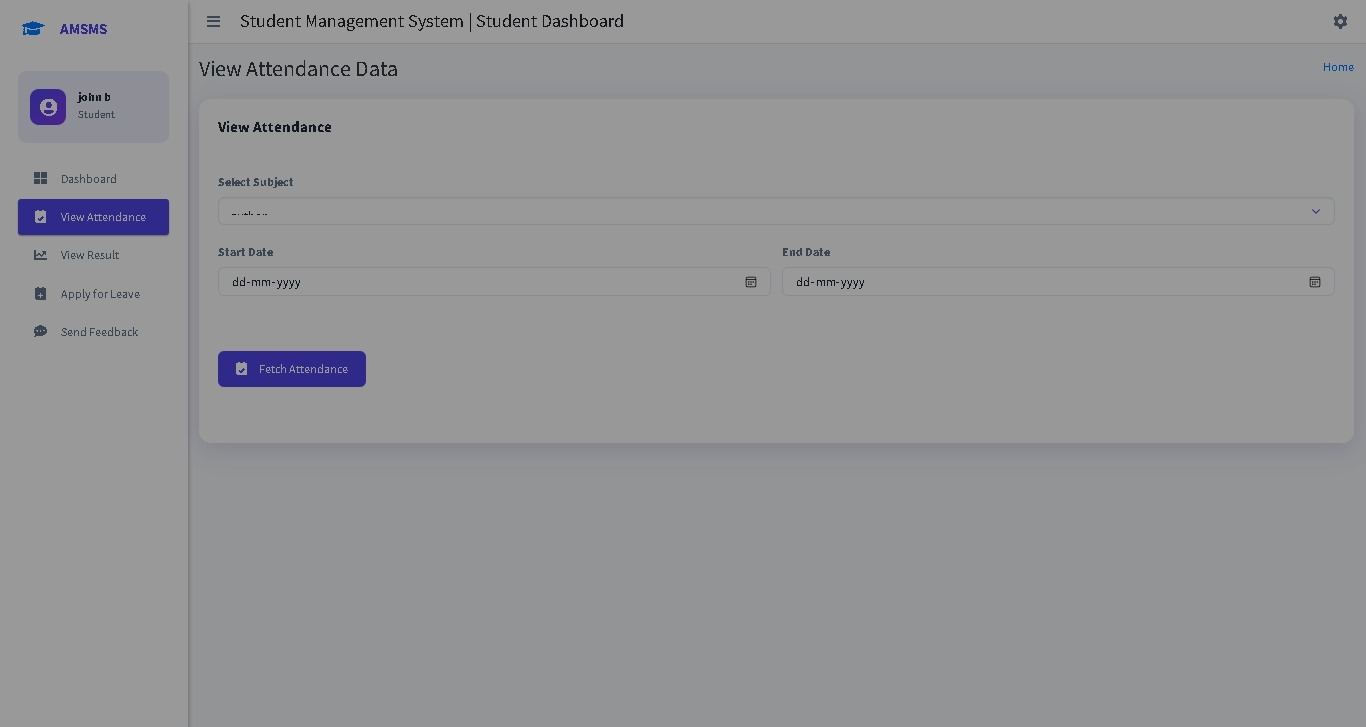 AMSMS
Student Management System | Student Dashboard
john b
Student
Dashboard
View Attendance
View Result
Apply for Leave
Send Feedback
View Attendance Data
Home
View Attendance
Select Subject
Start Date
End Date
dd-mm-yyyy
dd-mm-yyyy
Fetch Attendance